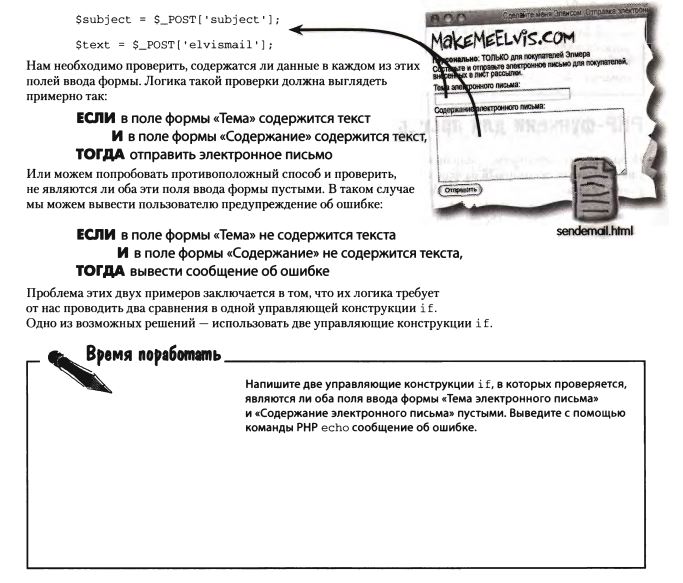 $subject = $_POST['subject'];
$text = $_POST['elvismail'];
Сделайте меня Элвисом. Отправка электрон
MakeMeElvis.com
Персонально: ТОЛЬКО для покупателей Элмера
Составьте и отправьте электронное письмо для покупателей,
внесенных в лист рассылки.
Тема электронного письма:
Содержание электронного письма:
Отправить
sendemail.html
Нам необходимо проверить, содержатся ли данные в каждом из этих
полей ввода формы. Логика такой проверки должна выглядеть
примерно так:
ЕСЛИ в поле формы «Тема» содержится текст
И в поле формы «Содержание» содержится текст,
ТОГДА отправить электронное письмо
Или можем попробовать противоположный способ и проверить,
не являются ли оба эти поля ввода формы пустыми. В таком случае
мы можем вывести пользователю предупреждение об ошибке:
ЕСЛИ в поле формы «Тема» не содержится текста
И в поле формы «Содержание» не содержится текста,
ТОГДА вывести сообщение об ошибке
Проблема этих двух примеров заключается в том, что их логика требует
от нас проводить два сравнения в одной управляющей конструкции if.
Одно из возможных решений — использовать две управляющие конструкции if.
Время поработать
Напишите две управляющие конструкции if, в которых проверяется,
являются ли оба поля ввода формы «Тема электронного письма»
и «Содержание электронного письма» пустыми. Выведите с помощью
команды PHP echo сообщение об ошибке.